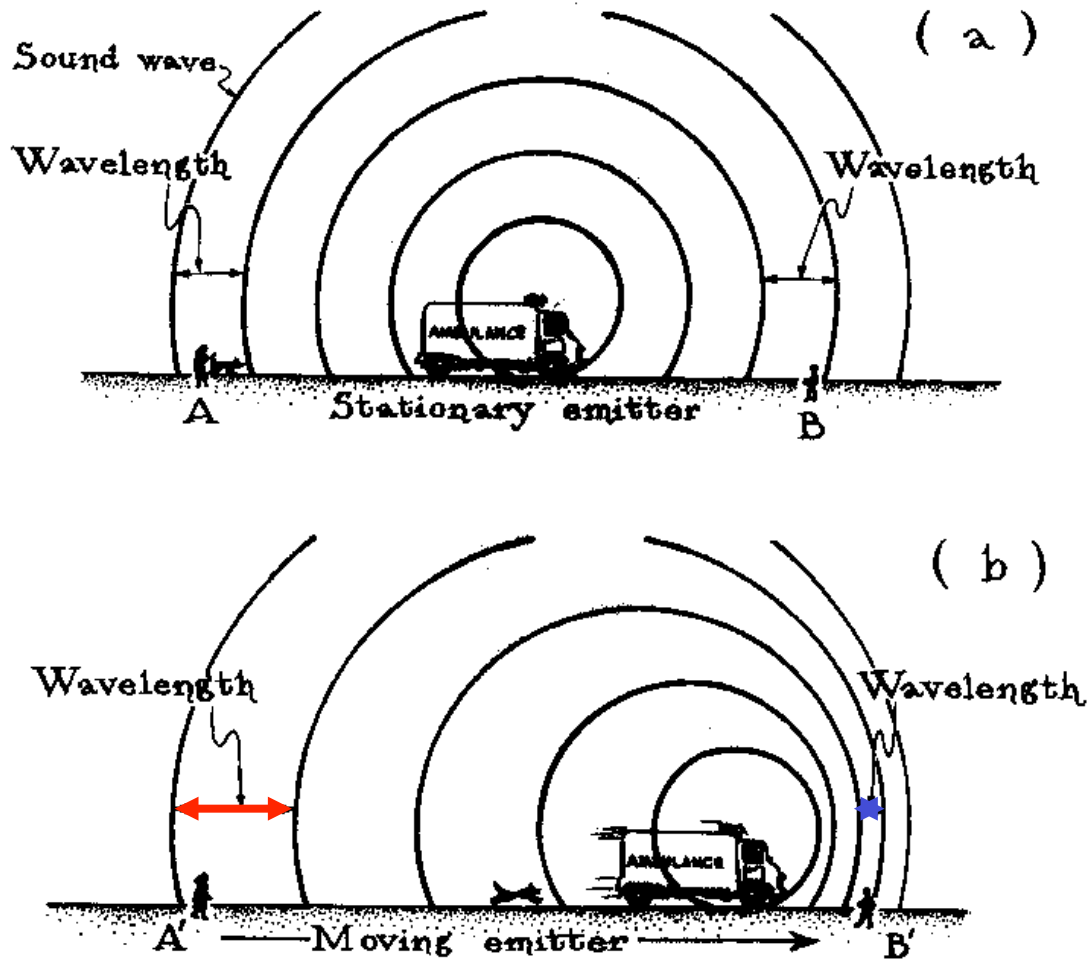 ( a )
Sound wave
Wavelength
Wavelength
AMBULANCE
A
Stationary emitter
B
( b )
Wavelength
Wavelength
AMBULANCE
A'
Moving emitter
B'